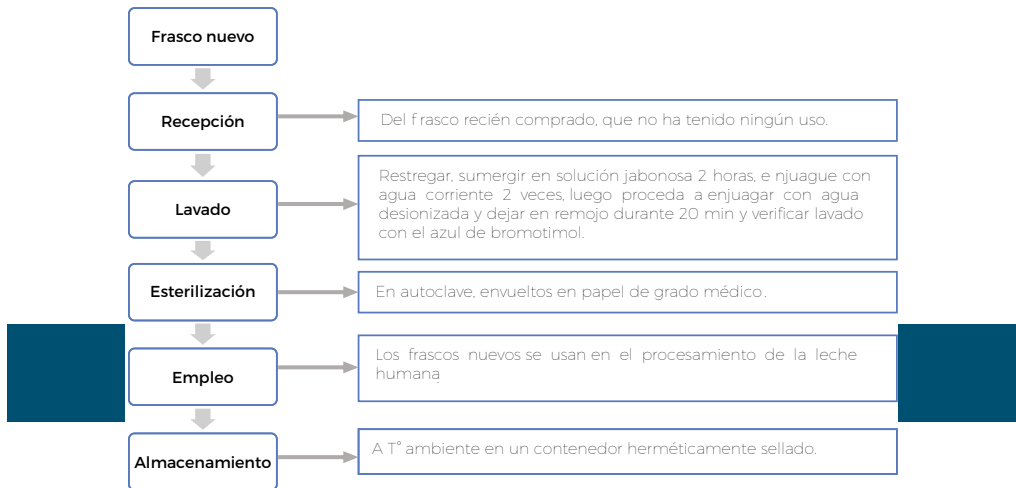 Frasco nuevo
Recepción
Del frasco recién comprado, que no ha tenido ningún uso.
Lavado
Restregar, sumergir en solución jabonosa 2 horas, e njuague con
agua corriente 2 veces, luego proceda a enjuagar con agua
desionizada y dejar en remojo durante 20 min y verificar lavado
con el azul de bromotimol.
Esterilización
En autoclave, envueltos en papel de grado médico.
Empleo
Los frascos nuevos se usan en el procesamiento de la leche
humana.
Almacenamiento
A T° ambiente en un contenedor herméticamente sellado.